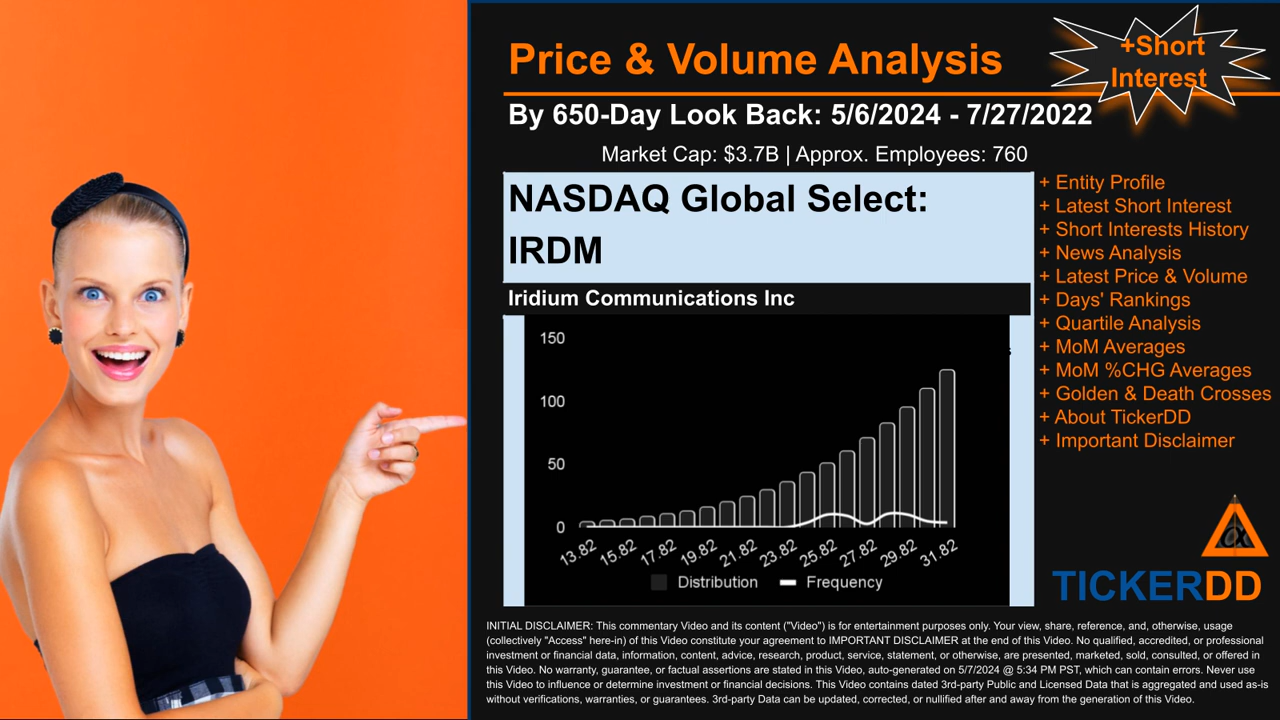 Price & Volume Analysis
+Short
Interest
By 650-Day Look Back: 5/6/2024 - 7/27/2022
Market Cap: $3.7B | Approx. Employees: 760
NASDAQ Global Select:
IRDM
Iridium Communications Inc
150
100
50
0
13.82
15.82
17.82
19.82
21.82
23.82
25.82
27.82
29.82
31.82
Distribution
Frequency
+ Entity Profile
+ Latest Short Interest
+ Short Interests History
+ News Analysis
+ Latest Price & Volume
+ Days' Rankings
+ Quartile Analysis
+ MoM Averages
+ MoM %CHG Averages
+ Golden & Death Crosses
+ About TickerDD
+ Important Disclaimer
TICKERDD
INITIAL DISCLAIMER: This commentary Video and its content ("Video") is for entertainment purposes only. Your view, share, reference, and, otherwise, usage
(collectively "Access" here-in) of this Video constitute your agreement to IMPORTANT DISCLAIMER at the end of this Video. No qualified, accredited, or professional
investment or financial data, information, content, advice, research, product, service, statement, or otherwise, are presented, marketed, sold, consulted, or offered in
this Video. No warranty, guarantee, or factual assertions are stated in this Video, auto-generated on 5/7/2024 @ 5:34 PM PST, which can contain errors. Never use
this Video to influence or determine investment or financial decisions. This Video contains dated 3rd-party Public and Licensed Data that is aggregated and used as-is
without verifications, warranties, or guarantees. 3rd-party Data can be updated, corrected, or nullified after and away from the generation of this Video.